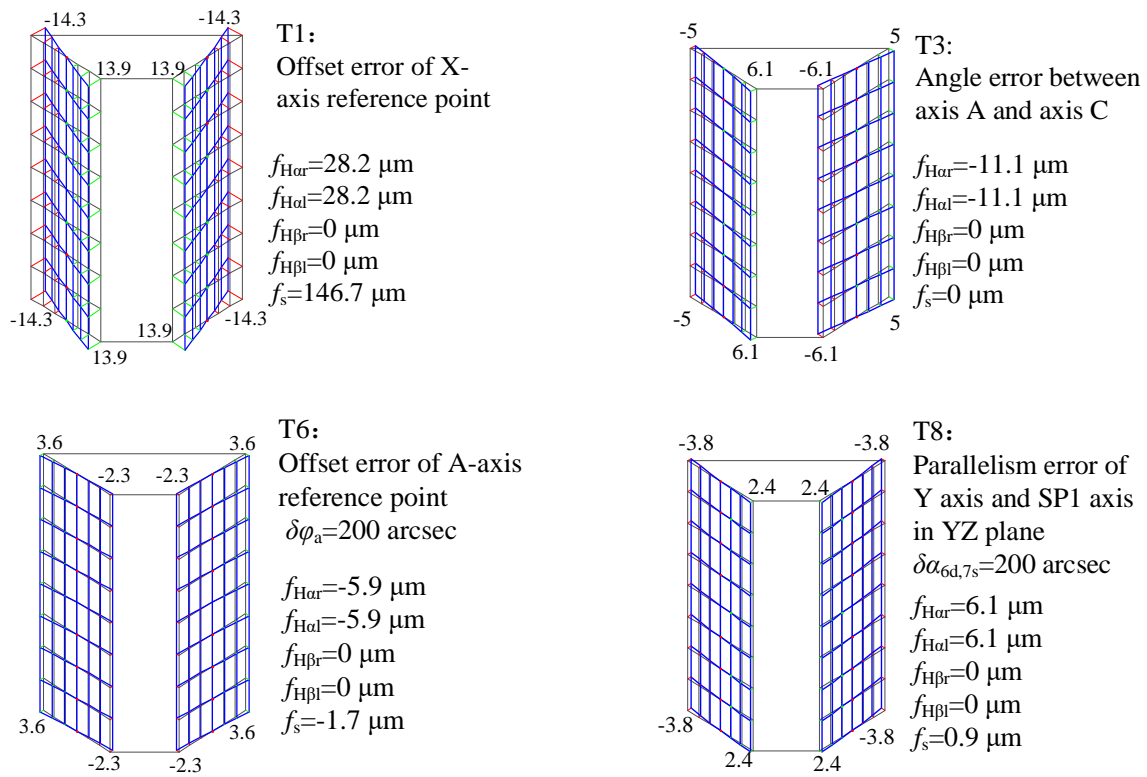 -14.3 -14.3
13.9 13.9
-14.3 13.9 -14.3
13.9
T1：
Offset error of X-
axis reference point
fHαr=28.2 μm
fHαl=28.2 μm
fHβr=0 μm
fHβl=0 μm
fs=146.7 μm
-5 5
6.1 -6.1
-5 5
6.1 -6.1
T3:
Angle error between
axis A and axis C
fHαr=-11.1 μm
fHαl=-11.1 μm
fHβr=0 μm
fHβl=0 μm
fs=0 μm
3.6 3.6
-2.3 -2.3
3.6 3.6
-2.3 -2.3
T6：
Offset error of A-axis
reference point
δφa=200 arcsec
fHαr=-5.9 μm
fHαl=-5.9 μm
fHβr=0 μm
fHβl=0 μm
fs=-1.7 μm
-3.8 -3.8
2.4 2.4
-3.8 -3.8
2.4 2.4
T8:
Parallelism error of
Y axis and SP1 axis
in YZ plane
δα6d,7s=200 arcsec
fHαr=6.1 μm
fHαl=6.1 μm
fHβr=0 μm
fHβl=0 μm
fs=0.9 μm